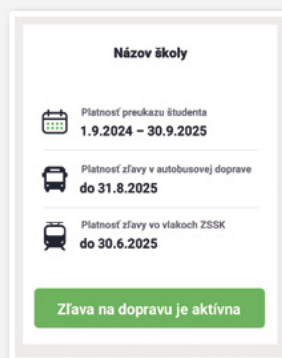 Názov školy
Platnosť preukazu študenta
1.9.2024 – 30.9.2025
Platnosť zľavy v autobusovej doprave
do 31.8.2025
Platnosť zľavy vo vlakoch ZSSK
do 30.6.2025
Zľava na dopravu je aktívna